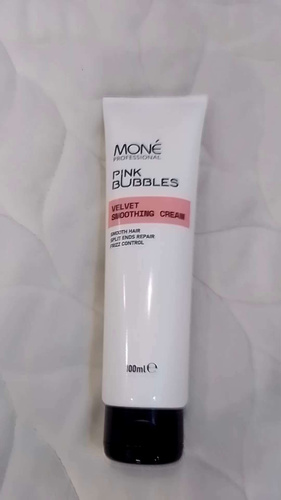 MONÉ
PROFESSIONAL
PINK
BUBBLES
VELVET
SMOOTHING CREAM
SMOOTH HAIR
SPLIT ENDS REPAIR
FRIZZ CONTROL
100ml℮